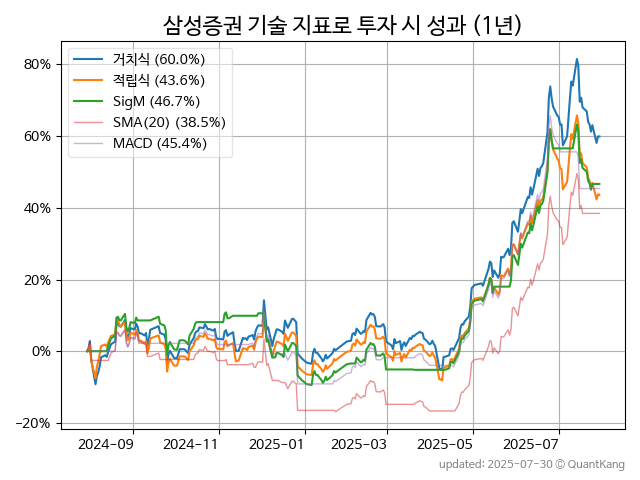 삼성증권 기술 지표로 투자 시 성과 (1년)
거치식 (60.0%)
적립식 (43.6%)
SigM (46.7%)
SMA(20) (38.5%)
MACD (45.4%)
80%
60%
40%
20%
0%
−20%
2024-09 2024-11 2025-01 2025-03 2025-05 2025-07
updated: 2025-07-30 © QuantKang